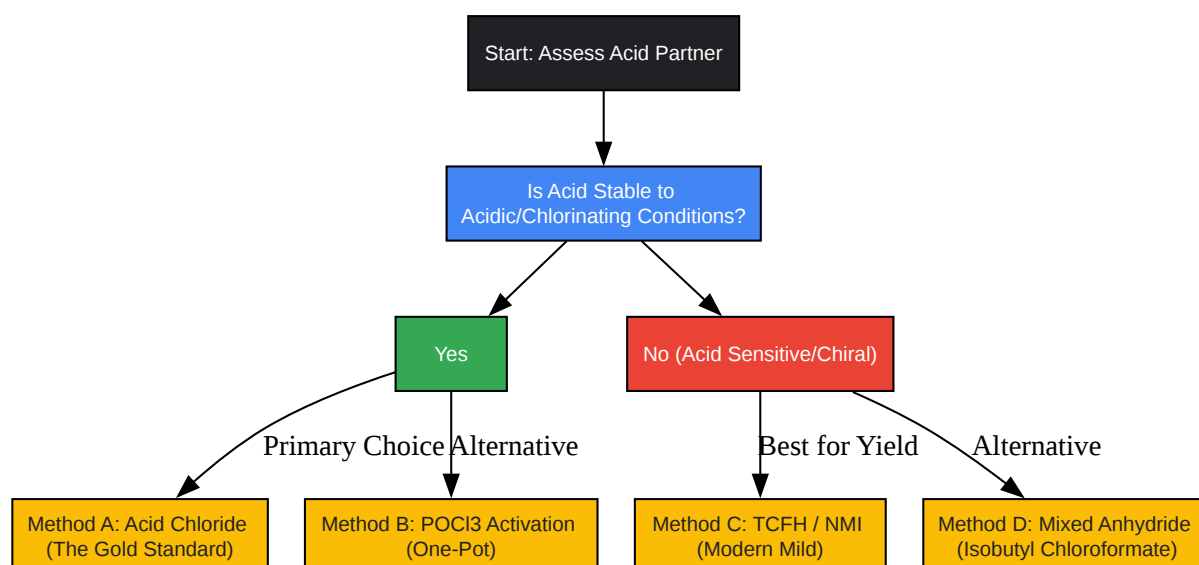 Start: Assess Acid Partner
Is Acid Stable to
Acidic/Chlorinating Conditions?
Yes
No (Acid Sensitive/Chiral)
Primary Choice
Alternative
Best for Yield
Alternative
Method A: Acid Chloride
(The Gold Standard)
Method B: POCl3 Activation
(One-Pot)
Method C: TCFH / NMI
(Modern Mild)
Method D: Mixed Anhydride
(Isobutyl Chloroformate)